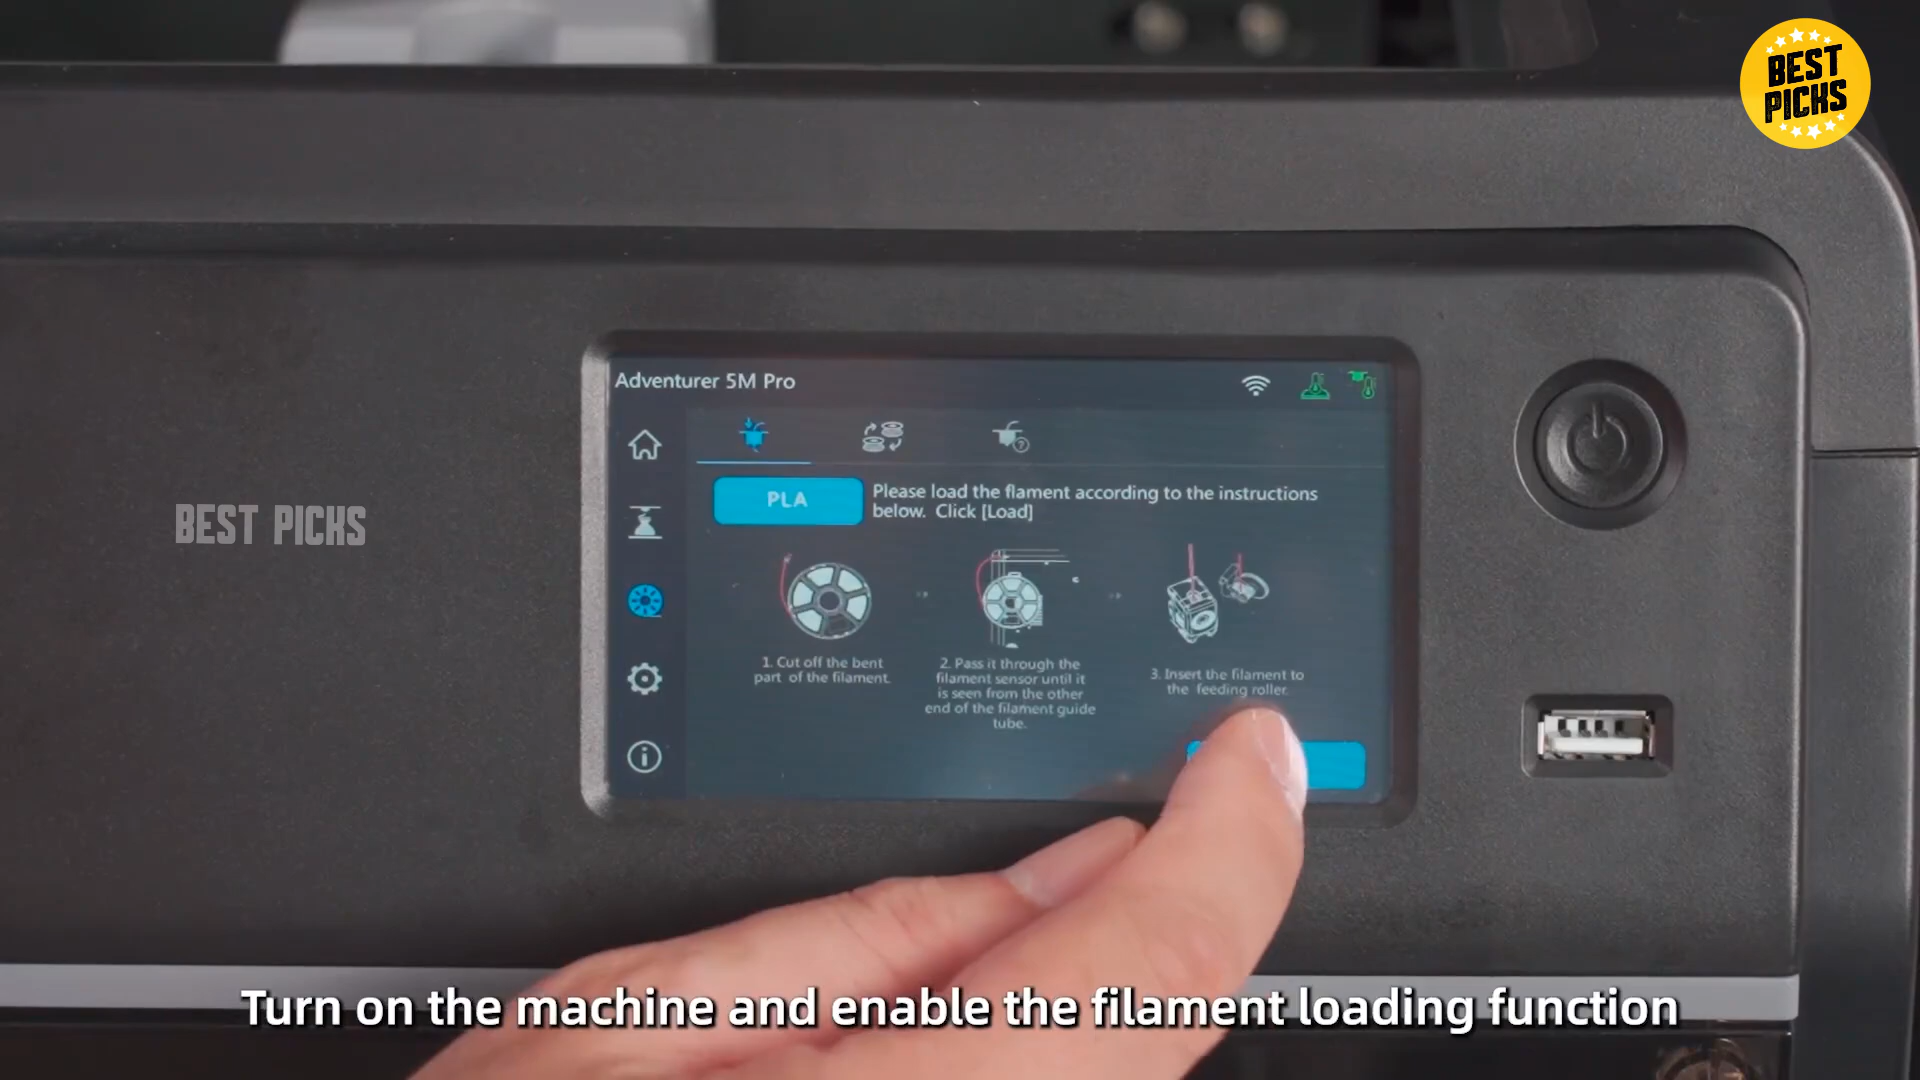 BEST
PICKS
Adventurer 5M Pro
PLA
Please load the flament according to the instructions
below. Click [Load]
BEST PICKS
1. Cut off the bent
part of the filament.
2. Pass it through the
filament sensor until it
is seen from the other
end of the filament guide
tube.
3. Insert the filament to
the feeding roller.
Turn on the machine and enable the filament loading function